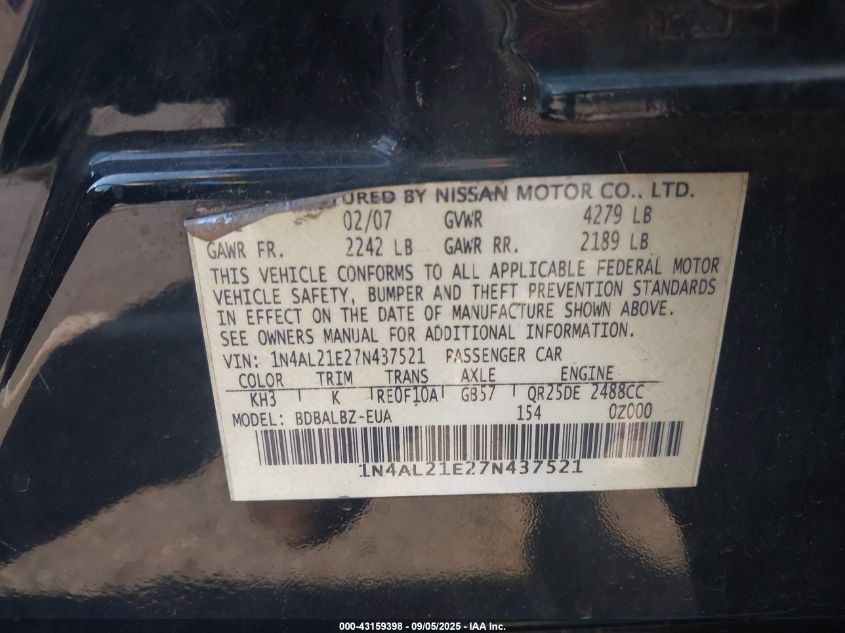 TURED BY NISSAN MOTOR CO., LTD.
02/07 GVWR 4279 LB
GAWR FR. 2242 LB GAWR RR. 2189 LB
THIS VEHICLE CONFORMS TO ALL APPLICABLE FEDERAL MOTOR
VEHICLE SAFETY, BUMPER AND THEFT PREVENTION STANDARDS
IN EFFECT ON THE DATE OF MANUFACTURE SHOWN ABOVE.
SEE OWNERS MANUAL FOR ADDITIONAL INFORMATION.
VIN: 1N4AL21E27N437521 PASSENGER CAR
COLOR TRIM TRANS AXLE ENGINE
KH3 K RE0F10A GB57 QR25DE 2488CC
MODEL: BDBALBZ-EUA 154 0Z000
1N4AL21E27N437521
000-43159398 - 09/05/2025 - IAA Inc.